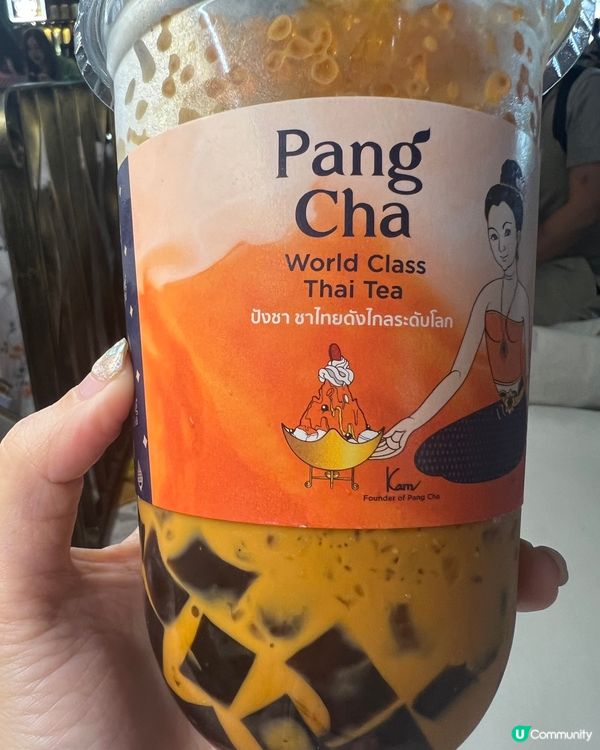 Pang
Cha
World Class
Thai Tea
ปังชา ชาไทยดังไกลระดับโลก
Kam
Founder of Pang Cha
U Community